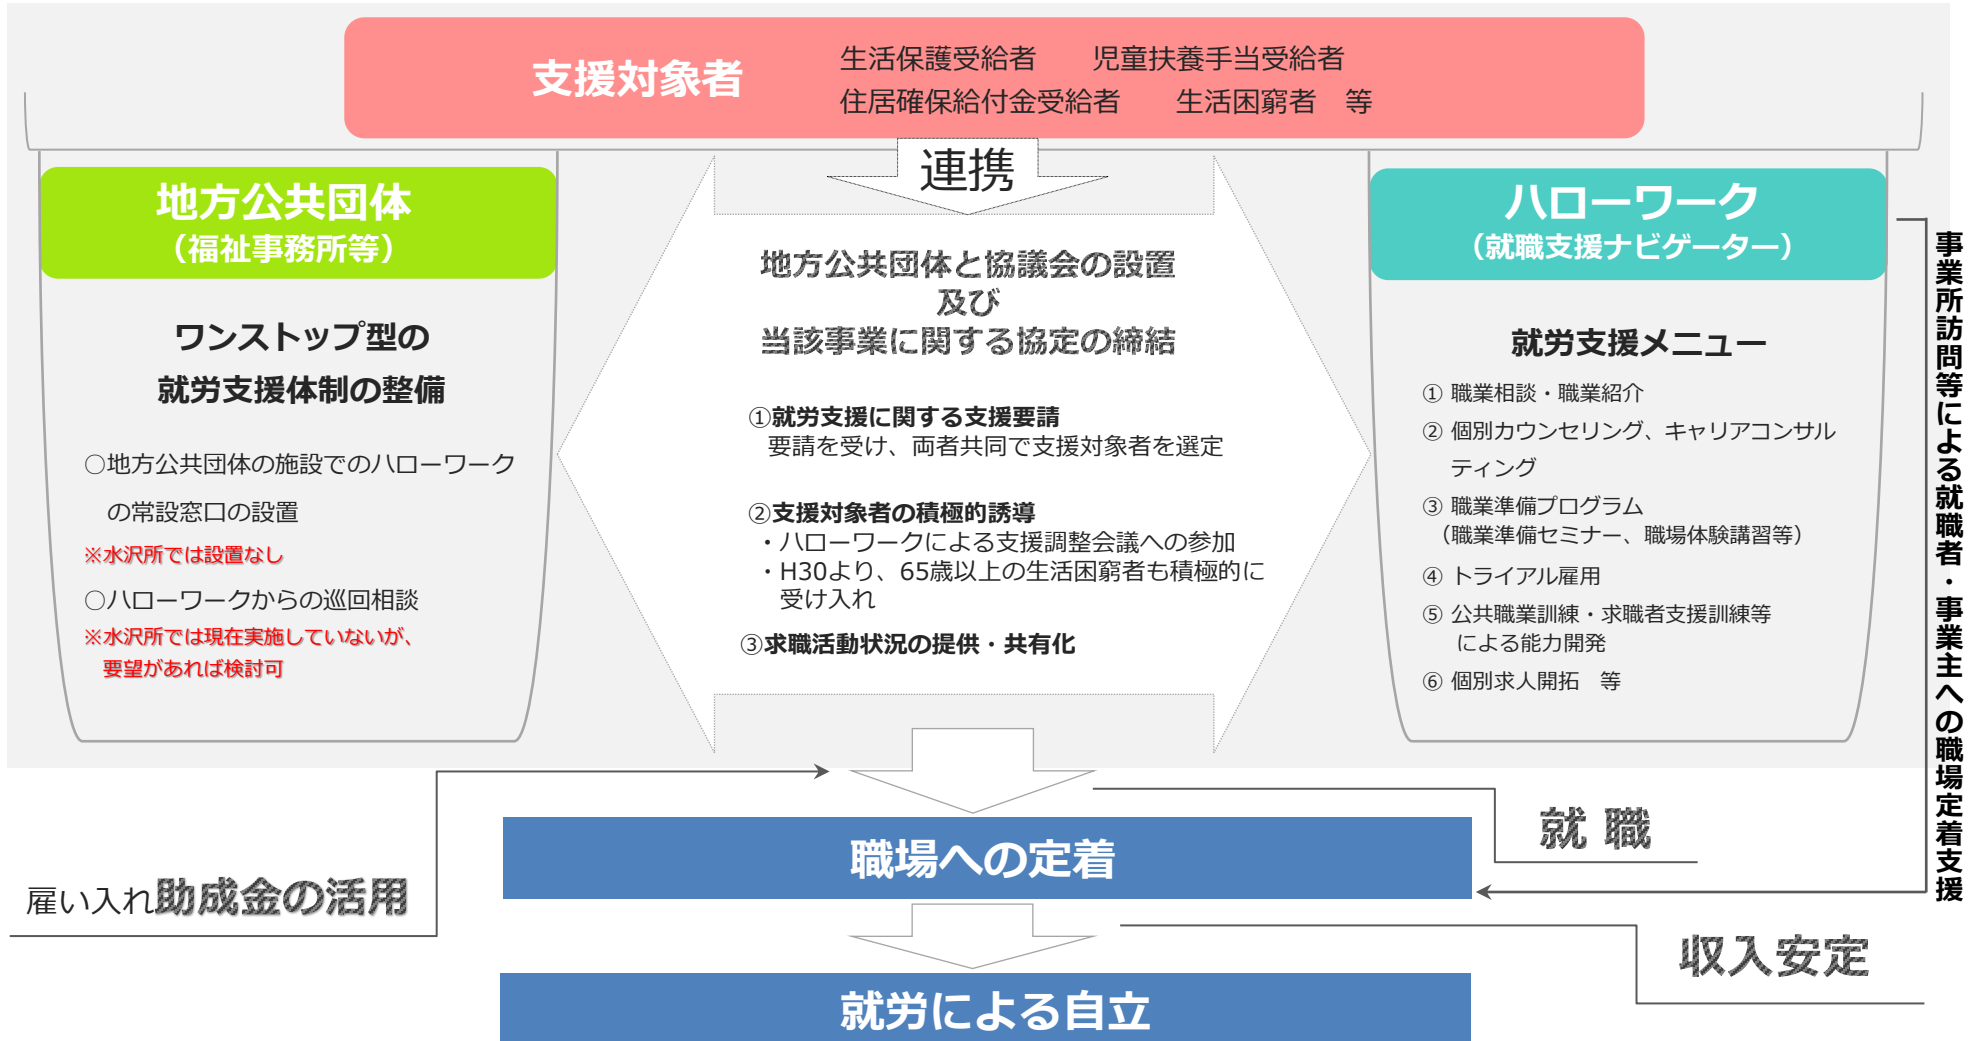 支援対象者
生活保護受給者　　児童扶養手当受給者
住居確保給付金受給者　　生活困窮者　等
連携
地方公共団体
（福祉事務所等）
ワンストップ型の
就労支援体制の整備
○地方公共団体の施設でのハローワーク
の常設窓口の設置
※水沢所では設置なし
○ハローワークからの巡回相談
※水沢所では現在実施していないが、
要望があれば検討可
地方公共団体と協議会の設置
及び
当該事業に関する協定の締結
①就労支援に関する支援要請
要請を受け、両者共同で支援対象者を選定
②支援対象者の積極的誘導
・ハローワークによる支援調整会議への参加
・H30より、65歳以上の生活困窮者も積極的に
受け入れ
③求職活動状況の提供・共有化
ハローワーク
（就職支援ナビゲーター）
就労支援メニュー
① 職業相談・職業紹介
② 個別カウンセリング、キャリアコンサル
ティング
③ 職業準備プログラム
（職業準備セミナー、職場体験講習等）
④ トライアル雇用
⑤ 公共職業訓練・求職者支援訓練等
による能力開発
⑥ 個別求人開拓　等
事業所訪問等による就職者・事業主への職場定着支援
就 職
職場への定着
雇い入れ助成金の活用
収入安定
就労による自立